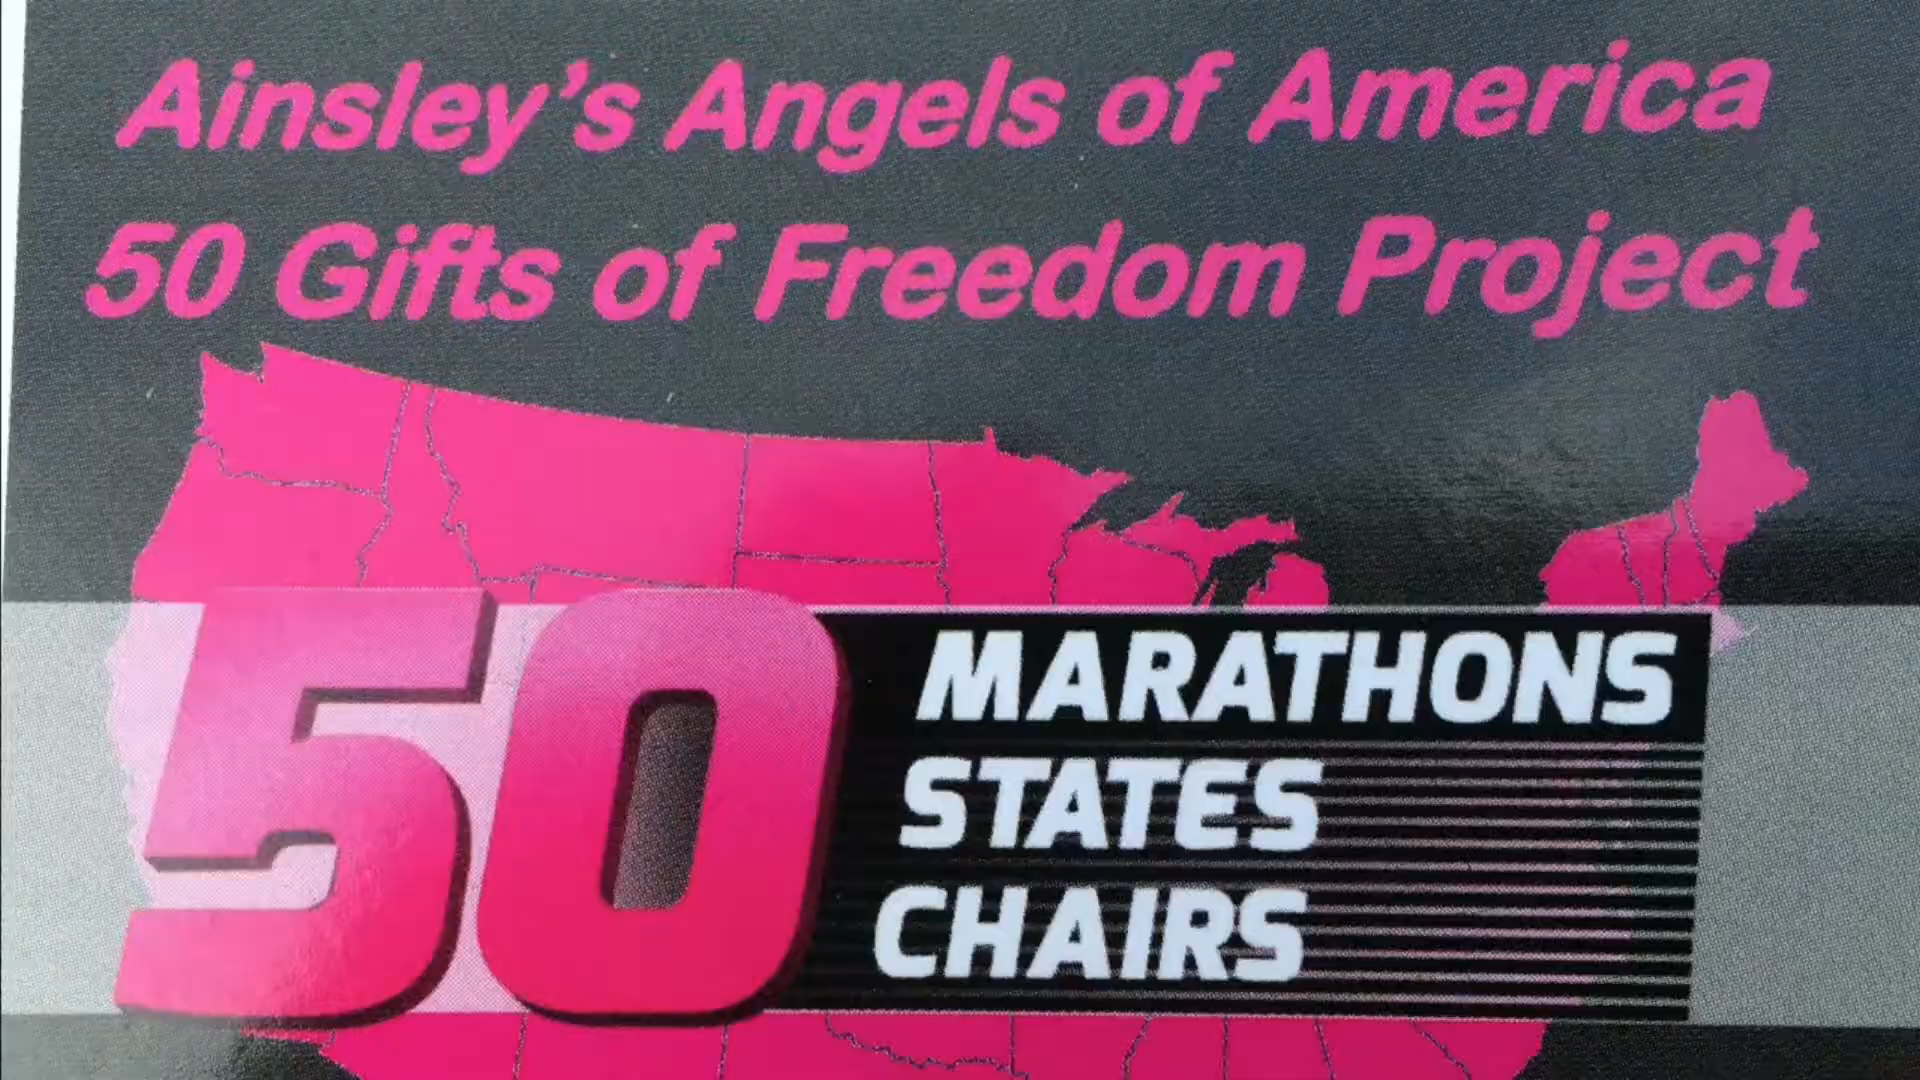 Ainsley's Angels of America
50 Gifts of Freedom Project
50
MARATHONS
STATES
CHAIRS